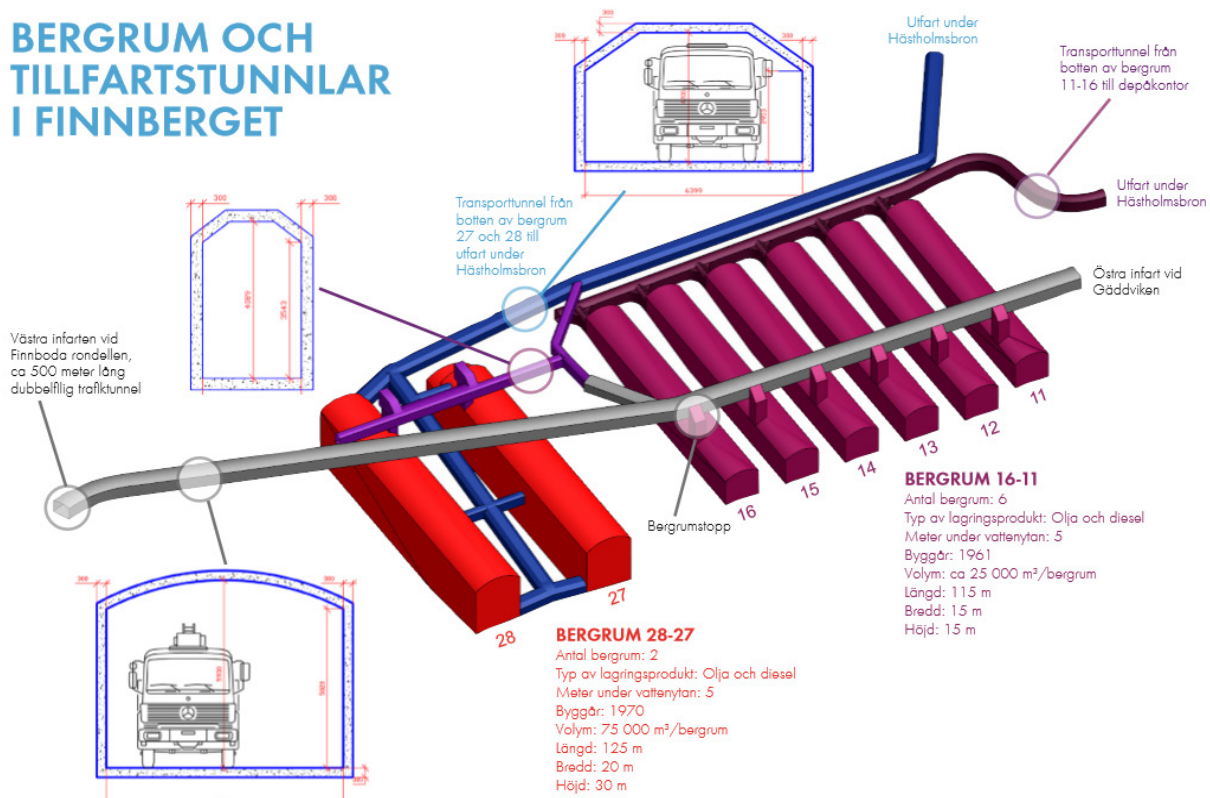 BERGRUM OCH
TILLFARTSTUNNLAR
I FINNBERGET
300
300
300
6399
Utfart under
Hästholmsbron
Transporttunnel från
botten av bergrum
11-16 till depåkontor
Utfart under
Hästholmsbron
Transporttunnel från
botten av bergrum
27 och 28 till
utfart under
Hästholmsbron
300
300
4389
3543
Östra infart vid
Gäddviken
Västra infarten vid
Finnboda rondellen,
ca 500 meter lång
dubbelfilig trafiktunnel
11
12
13
14
15
16
Bergrumstopp
27
28
BERGRUM 16-11
Antal bergrum: 6
Typ av lagringsprodukt: Olja och diesel
Meter under vattenytan: 5
Byggår: 1961
Volym: ca 25 000 m³/bergrum
Längd: 115 m
Bredd: 15 m
Höjd: 15 m
BERGRUM 28-27
Antal bergrum: 2
Typ av lagringsprodukt: Olja och diesel
Meter under vattenytan: 5
Byggår: 1970
Volym: 75 000 m³/bergrum
Längd: 125 m
Bredd: 20 m
Höjd: 30 m
300
300
300